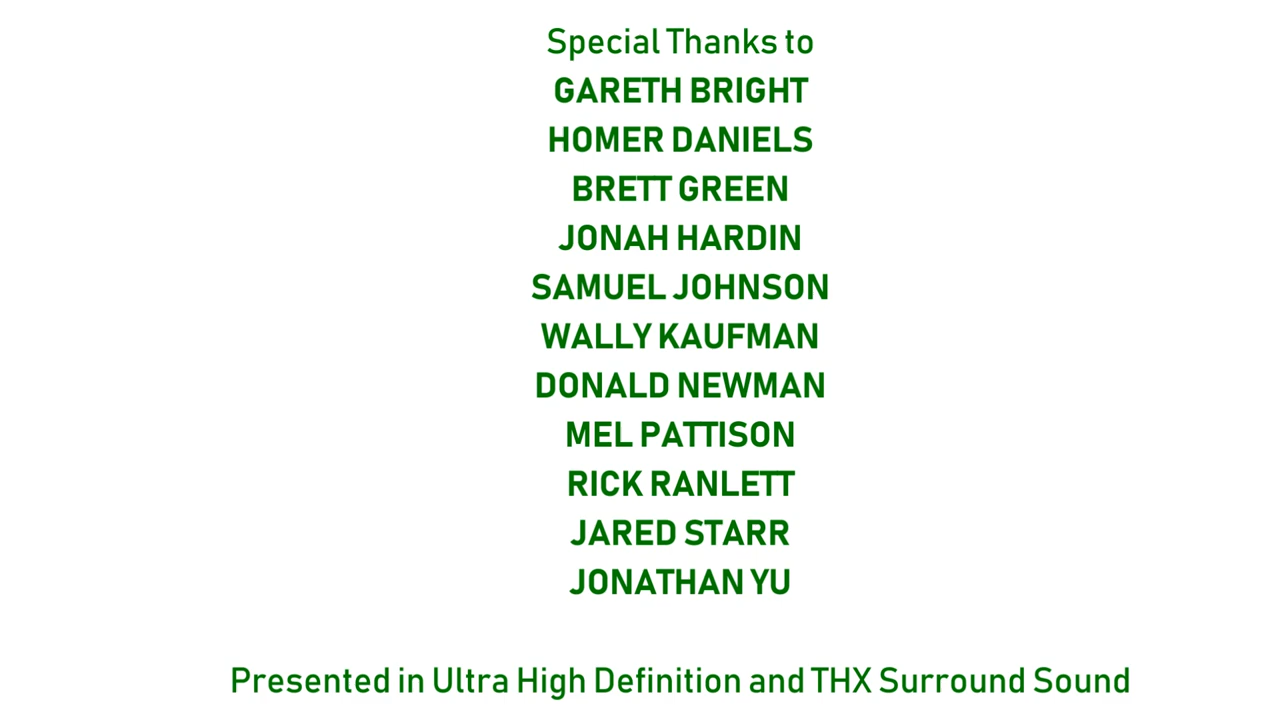 Special Thanks to
GARETH BRIGHT
HOMER DANIELS
BRETT GREEN
JONAH HARDIN
SAMUEL JOHNSON
WALLY KAUFMAN
DONALD NEWMAN
MEL PATTISON
RICK RANLETT
JARED STARR
JONATHAN YU
Presented in Ultra High Definition and THX Surround Sound